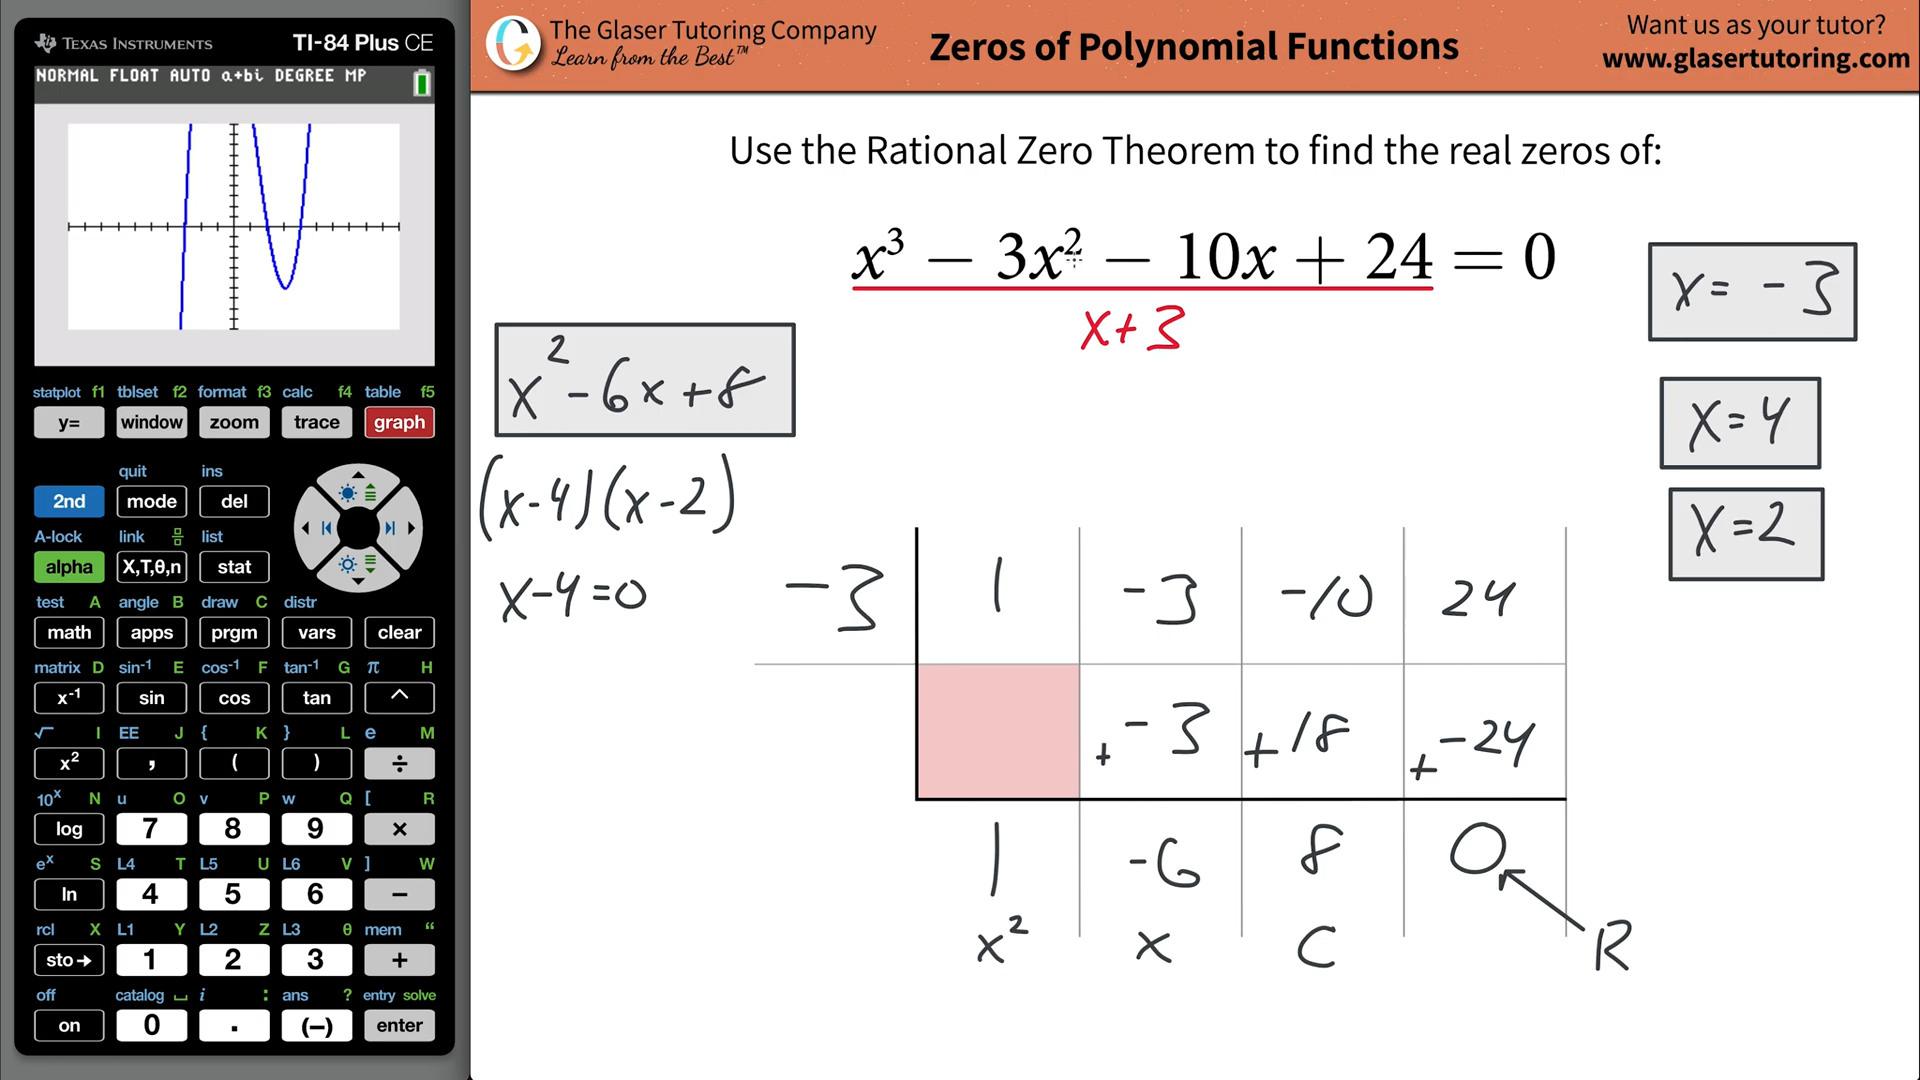 TEXAS INSTRUMENTS TI-84 Plus CE
NORMAL FLOAT AUTO a+bi DEGREE MP
statplot f1 tblset f2 format f3 calc f4 table f5
y= window zoom trace graph
quit ins
2nd mode del
A-lock link list
alpha X,T,θ,n stat
test A angle B draw C distr
math apps prgm vars clear
matrix D sin⁻¹ E cos⁻¹ F tan⁻¹ G π H
x⁻¹ sin cos tan ^
√ I EE J { K } L e M
x² , ( ) ÷
10ˣ N u O v P w Q [ R
log 7 8 9 ×
eˣ S L4 T L5 U L6 V ] W
ln 4 5 6 −
rcl X L1 Y L2 Z L3 θ mem “
sto→ 1 2 3 +
off catalog ⎵ i : ans ? entry solve
on 0 . (−) enter
The Glaser Tutoring Company
Learn from the Best™
Zeros of Polynomial Functions
Want us as your tutor?
www.glasertutoring.com
Use the Rational Zero Theorem to find the real zeros of:
x³ − 3x² − 10x + 24 = 0
x+3
x²-6x+8
(x-4)(x-2)
x-4=0
x= -3
x=4
x=2
-3 1 -3 -10 24
+ -3 +18 + -24
1 -6 8 0
x² x C R